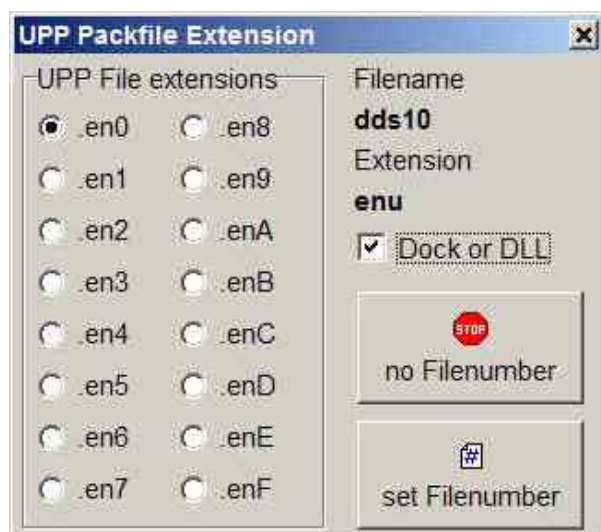 UPP Packfile Extension
UPP File extensions
.en0 .en8
.en1 .en9
.en2 .enA
.en3 .enB
.en4 .enC
.en5 .enD
.en6 .enE
.en7 .enF
Filename
dds10
Extension
enu
Dock or DLL
STOP
no Filenumber
#
set Filenumber